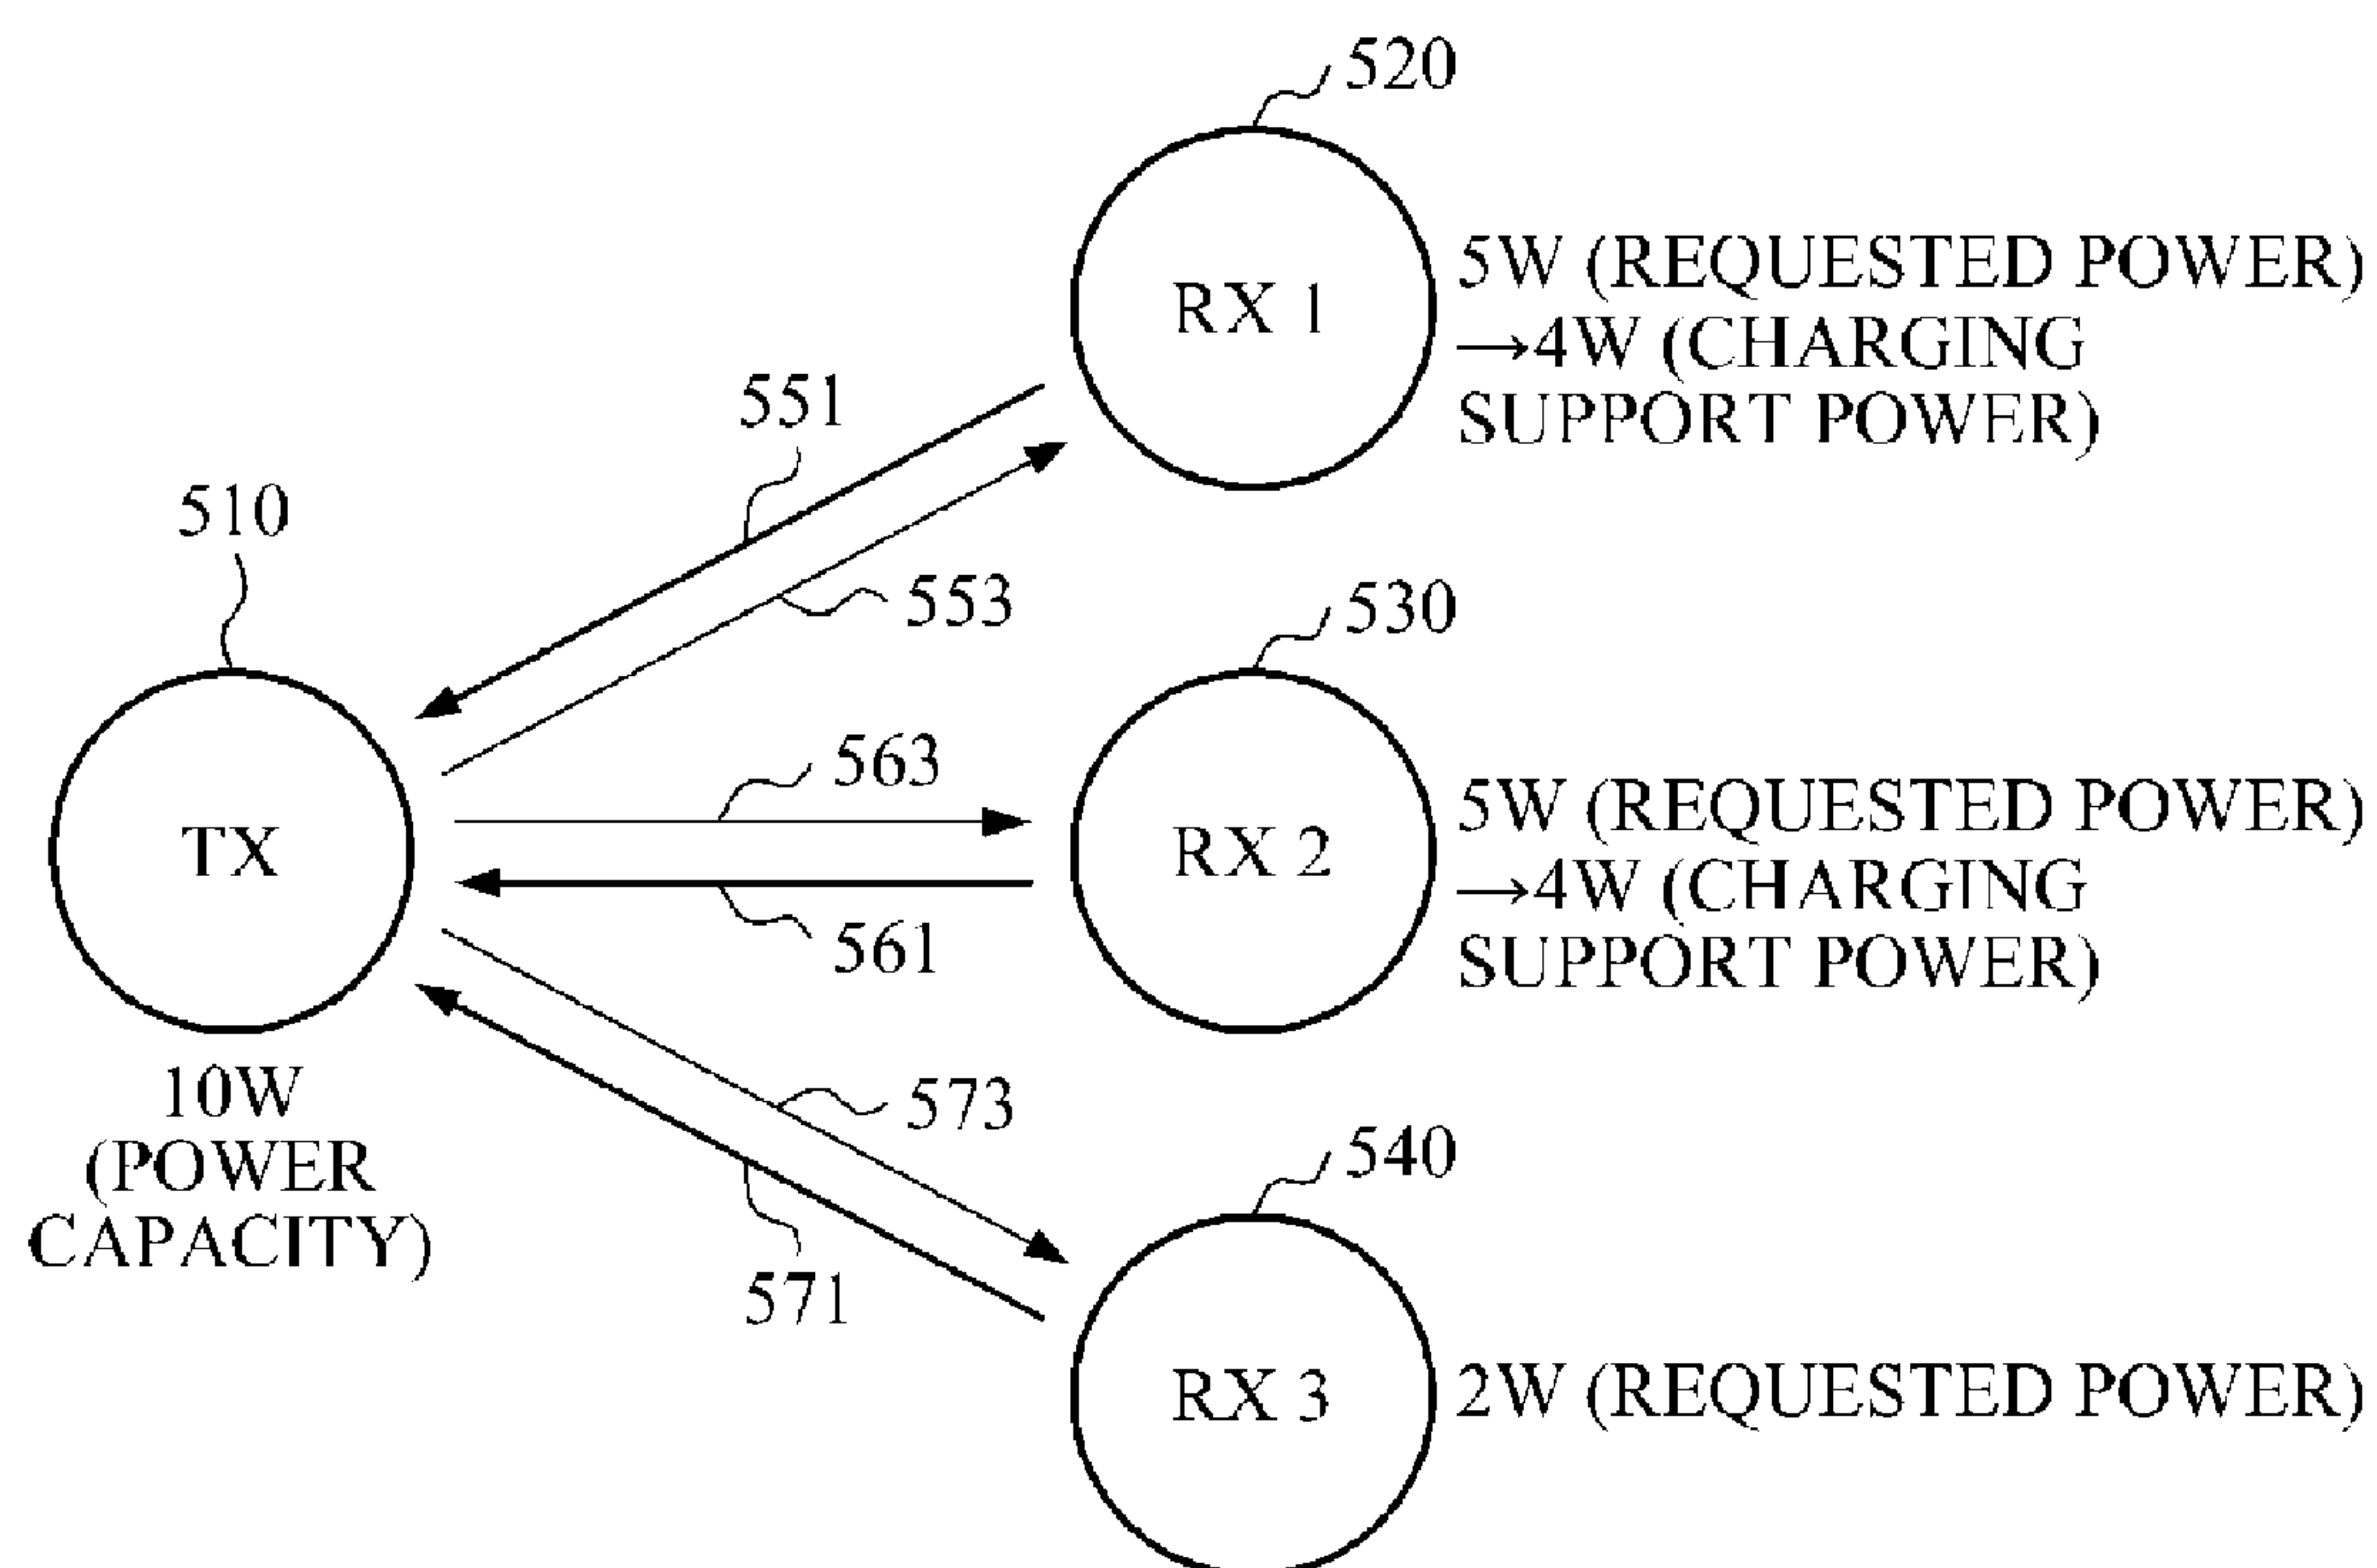 520
RX 1
5W (REQUESTED POWER)
→4W (CHARGING
SUPPORT POWER)
551
553
510
TX
10W
(POWER
CAPACITY)
530
563
RX 2
561
5W (REQUESTED POWER)
→4W (CHARGING
SUPPORT POWER)
573
571
540
RX 3
2W (REQUESTED POWER)